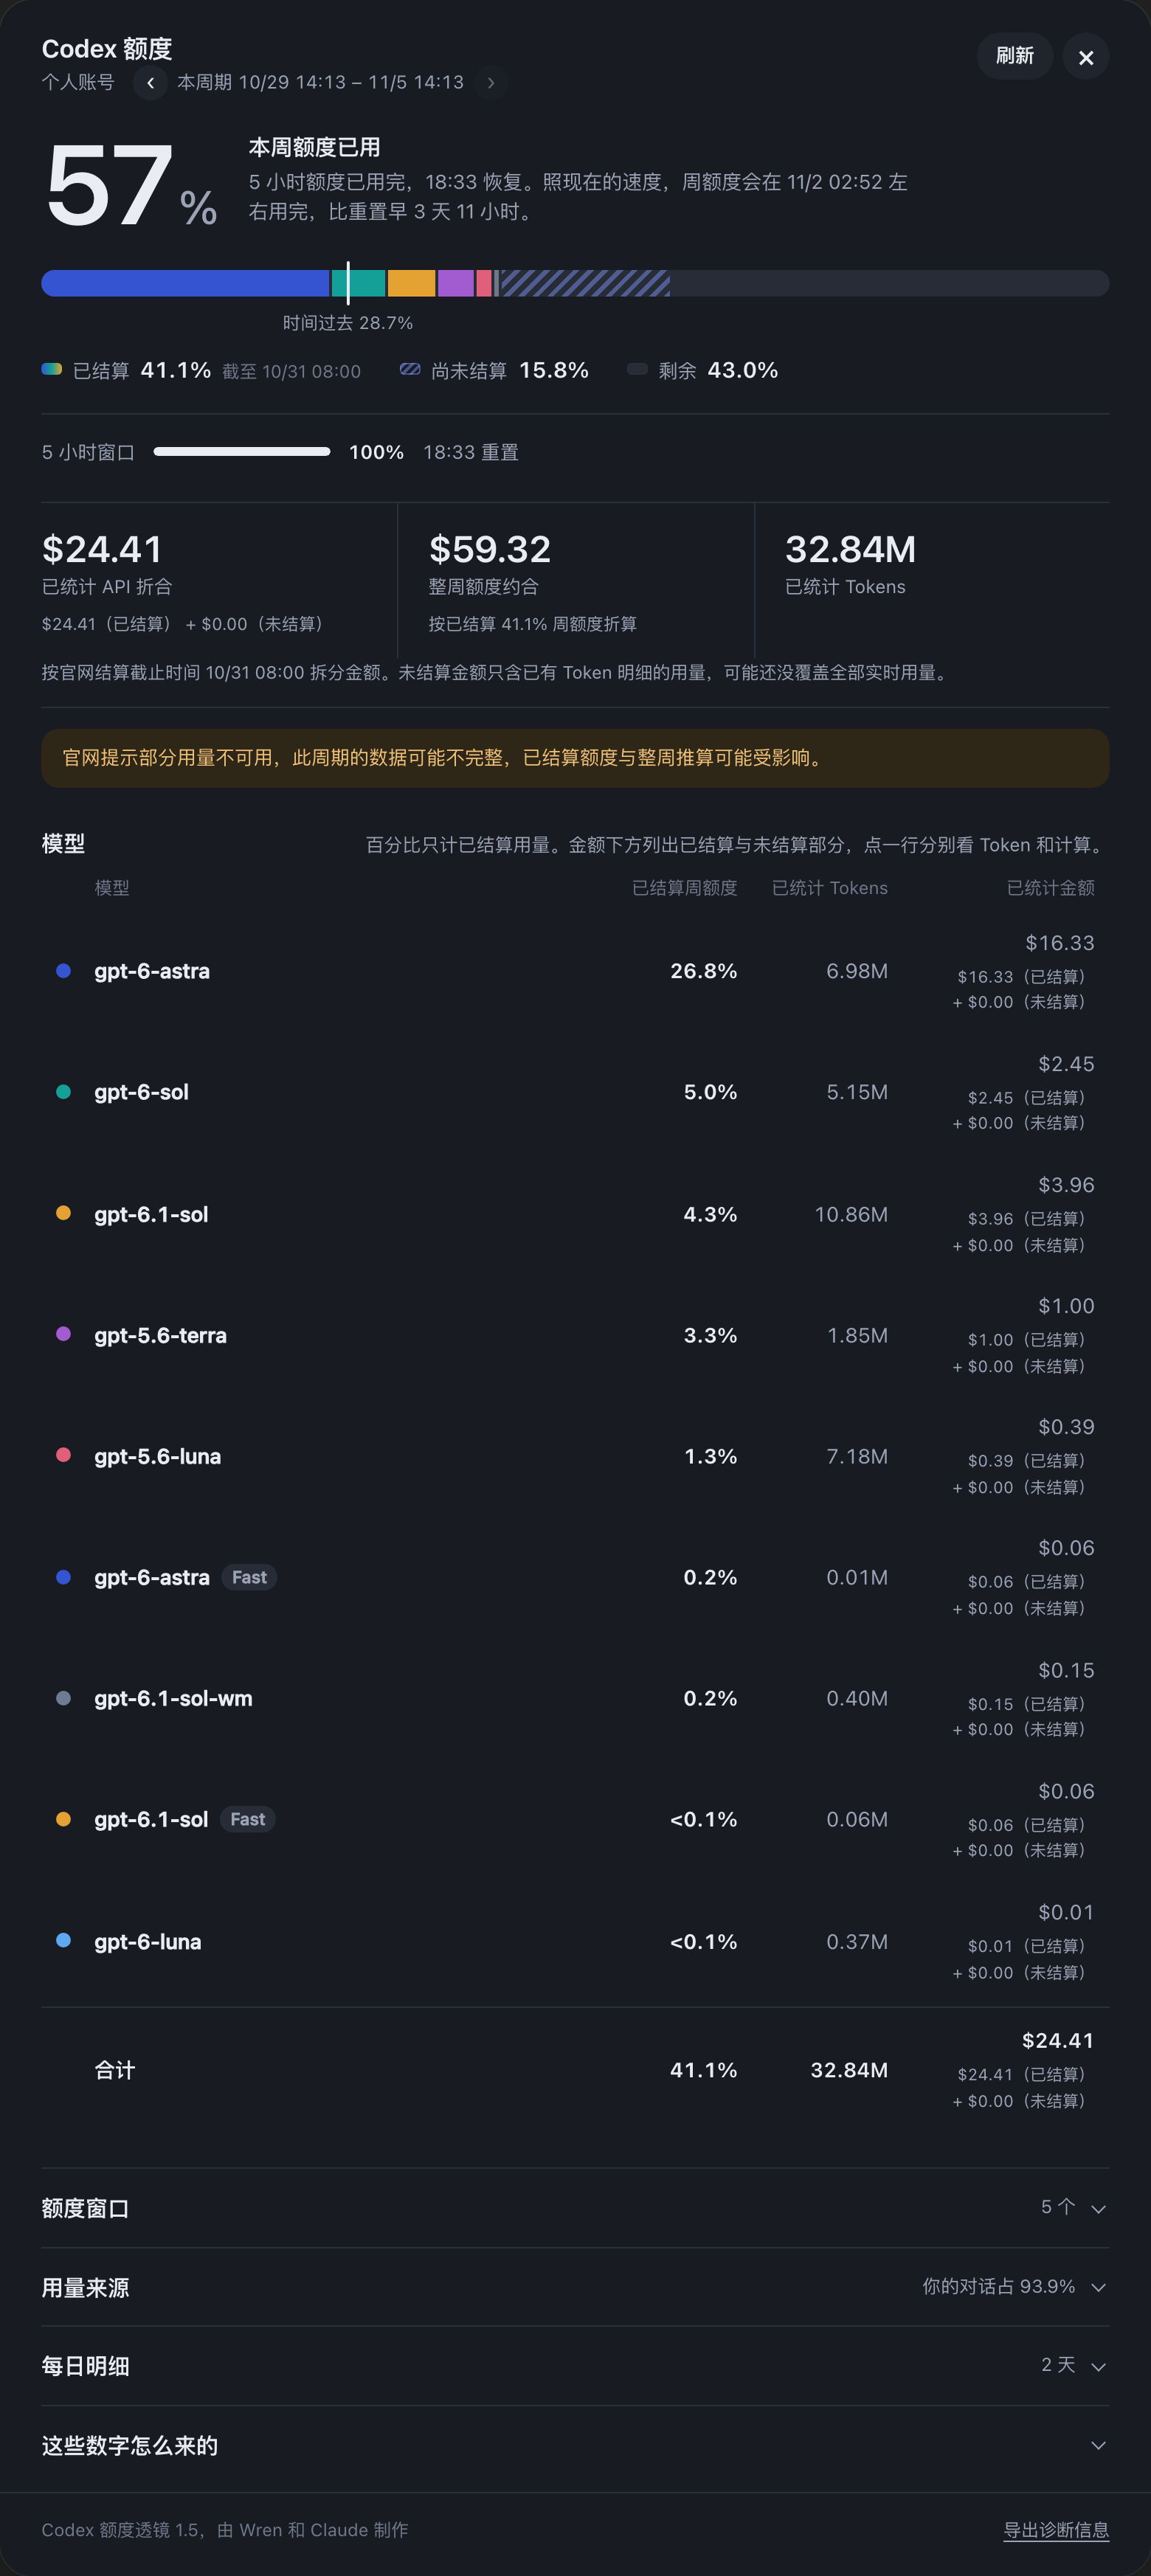 Codex 额度
刷新
×
个人账号 ‹ 本周期 10/29 14:13 – 11/5 14:13 ›
57%
本周额度已用
5 小时额度已用完，18:33 恢复。照现在的速度，周额度会在 11/2 02:52 左
右用完，比重置早 3 天 11 小时。
时间过去 28.7%
已结算 41.1% 截至 10/31 08:00 尚未结算 15.8% 剩余 43.0%
5 小时窗口 100% 18:33 重置
$24.41
已统计 API 折合
$24.41（已结算） + $0.00（未结算）
$59.32
整周额度约合
按已结算 41.1% 周额度折算
32.84M
已统计 Tokens
按官网结算截止时间 10/31 08:00 拆分金额。未结算金额只含已有 Token 明细的用量，可能还没覆盖全部实时用量。
官网提示部分用量不可用，此周期的数据可能不完整，已结算额度与整周推算可能受影响。
模型 百分比只计已结算用量。金额下方列出已结算与未结算部分，点一行分别看 Token 和计算。
模型 已结算周额度 已统计 Tokens 已统计金额
gpt-6-astra 26.8% 6.98M $16.33
$16.33（已结算）
+ $0.00（未结算）
gpt-6-sol 5.0% 5.15M $2.45
$2.45（已结算）
+ $0.00（未结算）
gpt-6.1-sol 4.3% 10.86M $3.96
$3.96（已结算）
+ $0.00（未结算）
gpt-5.6-terra 3.3% 1.85M $1.00
$1.00（已结算）
+ $0.00（未结算）
gpt-5.6-luna 1.3% 7.18M $0.39
$0.39（已结算）
+ $0.00（未结算）
gpt-6-astra Fast 0.2% 0.01M $0.06
$0.06（已结算）
+ $0.00（未结算）
gpt-6.1-sol-wm 0.2% 0.40M $0.15
$0.15（已结算）
+ $0.00（未结算）
gpt-6.1-sol Fast <0.1% 0.06M $0.06
$0.06（已结算）
+ $0.00（未结算）
gpt-6-luna <0.1% 0.37M $0.01
$0.01（已结算）
+ $0.00（未结算）
合计 41.1% 32.84M $24.41
$24.41（已结算）
+ $0.00（未结算）
额度窗口 5 个
用量来源 你的对话占 93.9%
每日明细 2 天
这些数字怎么来的
Codex 额度透镜 1.5，由 Wren 和 Claude 制作 导出诊断信息